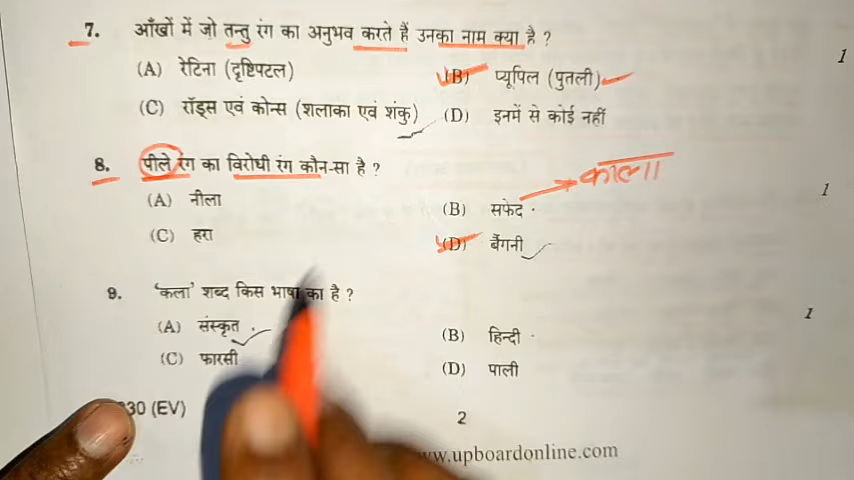 7. आँखों में जो तन्तु रंग का अनुभव करते हैं उनका नाम क्या है ? 1
(A) रेटिना (दृष्टिपटल) (B) प्यूपिल (पुतली)
(C) रॉड्स एवं कोन्स (शलाका एवं शंकु) (D) इनमें से कोई नहीं
8. पीले रंग का विरोधी रंग कौन-सा है ? काला 1
(A) नीला (B) सफेद
(C) हरा (D) बैंगनी
9. 'कला' शब्द किस भाषा का है ? 1
(A) संस्कृत (B) हिन्दी
(C) फारसी (D) पाली
30 (EV) 2
www.upboardonline.com